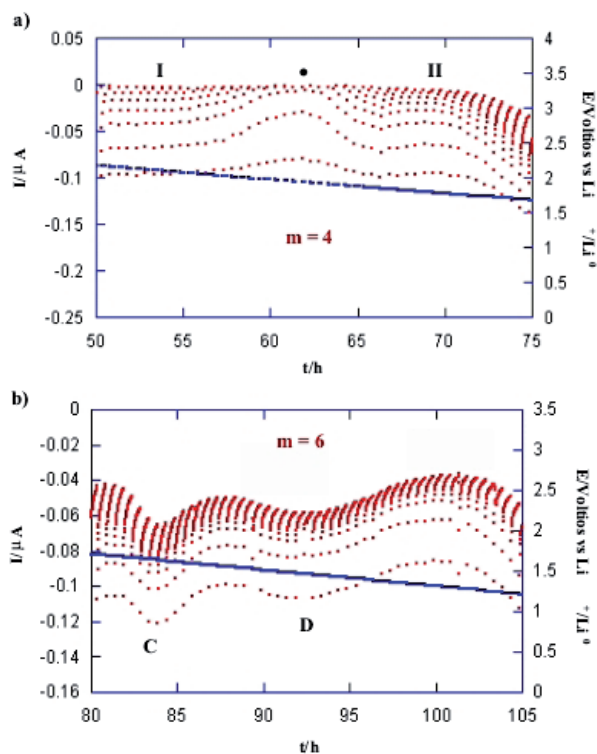 a)
0.05
0
-0.05
-0.1
-0.15
-0.2
-0.25
I/μ A
I
•
II
m = 4
4
3.5
3
2.5
2
1.5
1
0.5
0
E/Voltios vs Li +/Li 0
50 55 60 65 70 75
t/h
b)
0
-0.02
-0.04
-0.06
-0.08
-0.1
-0.12
-0.14
-0.16
I/μ A
m = 6
C
D
3.5
3
2.5
2
1.5
1
0.5
0
E/Voltios vs Li +/Li 0
80 85 90 95 100 105
t/h